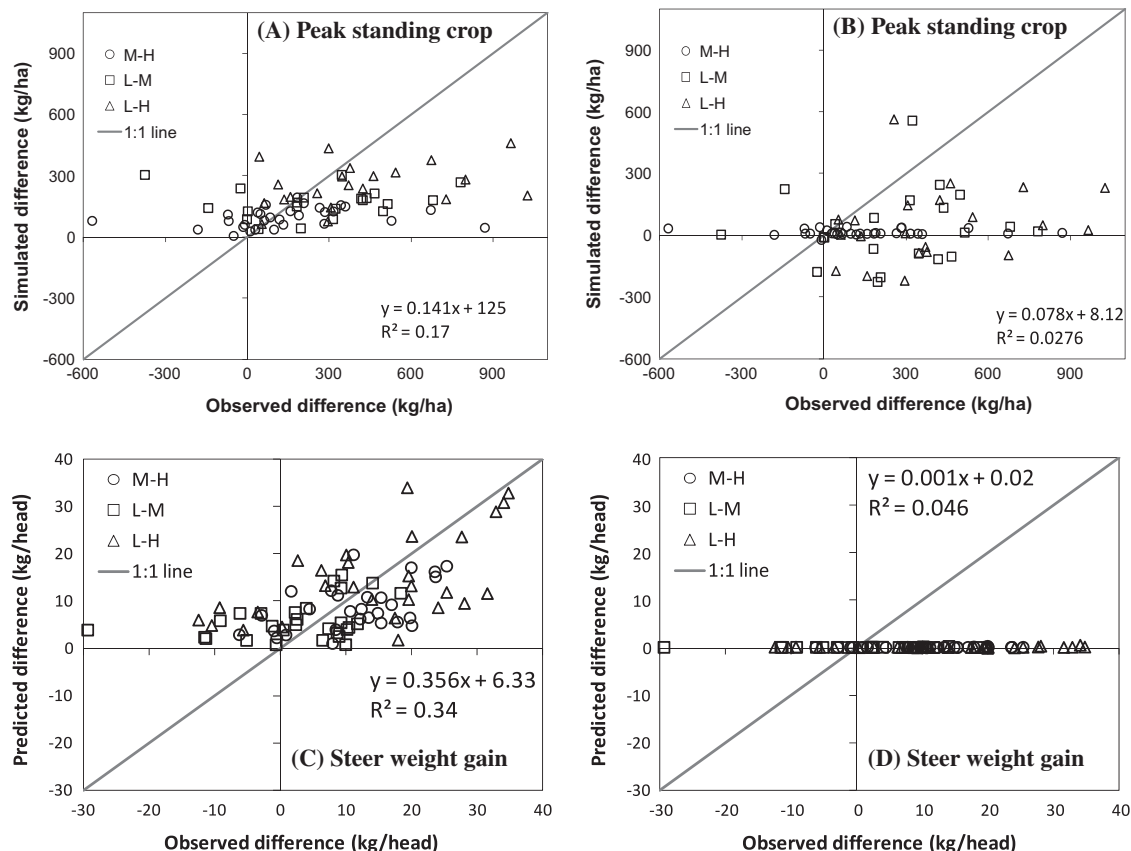 (A) Peak standing crop
M-H
L-M
L-H
1:1 line
900
600
300
0
-300
-600
Simulated difference (kg/ha)
y = 0.141x + 125
R² = 0.17
-600 -300 0 300 600 900
Observed difference (kg/ha)
(B) Peak standing crop
M-H
L-M
L-H
1:1 line
900
600
300
0
-300
-600
Simulated difference (kg/ha)
y = 0.078x + 8.12
R² = 0.0276
-600 -300 0 300 600 900
Observed difference (kg/ha)
40
30
20
10
0
-10
-20
-30
Predicted difference (kg/head)
M-H
L-M
L-H
1:1 line
y = 0.356x + 6.33
R² = 0.34
(C) Steer weight gain
-30 -20 -10 0 10 20 30 40
Observed difference (kg/head)
40
30
20
10
0
-10
-20
-30
Predicted difference (kg/head)
M-H
L-M
L-H
1:1 line
y = 0.001x + 0.02
R² = 0.046
(D) Steer weight gain
-30 -20 -10 0 10 20 30 40
Observed difference (kg/head)